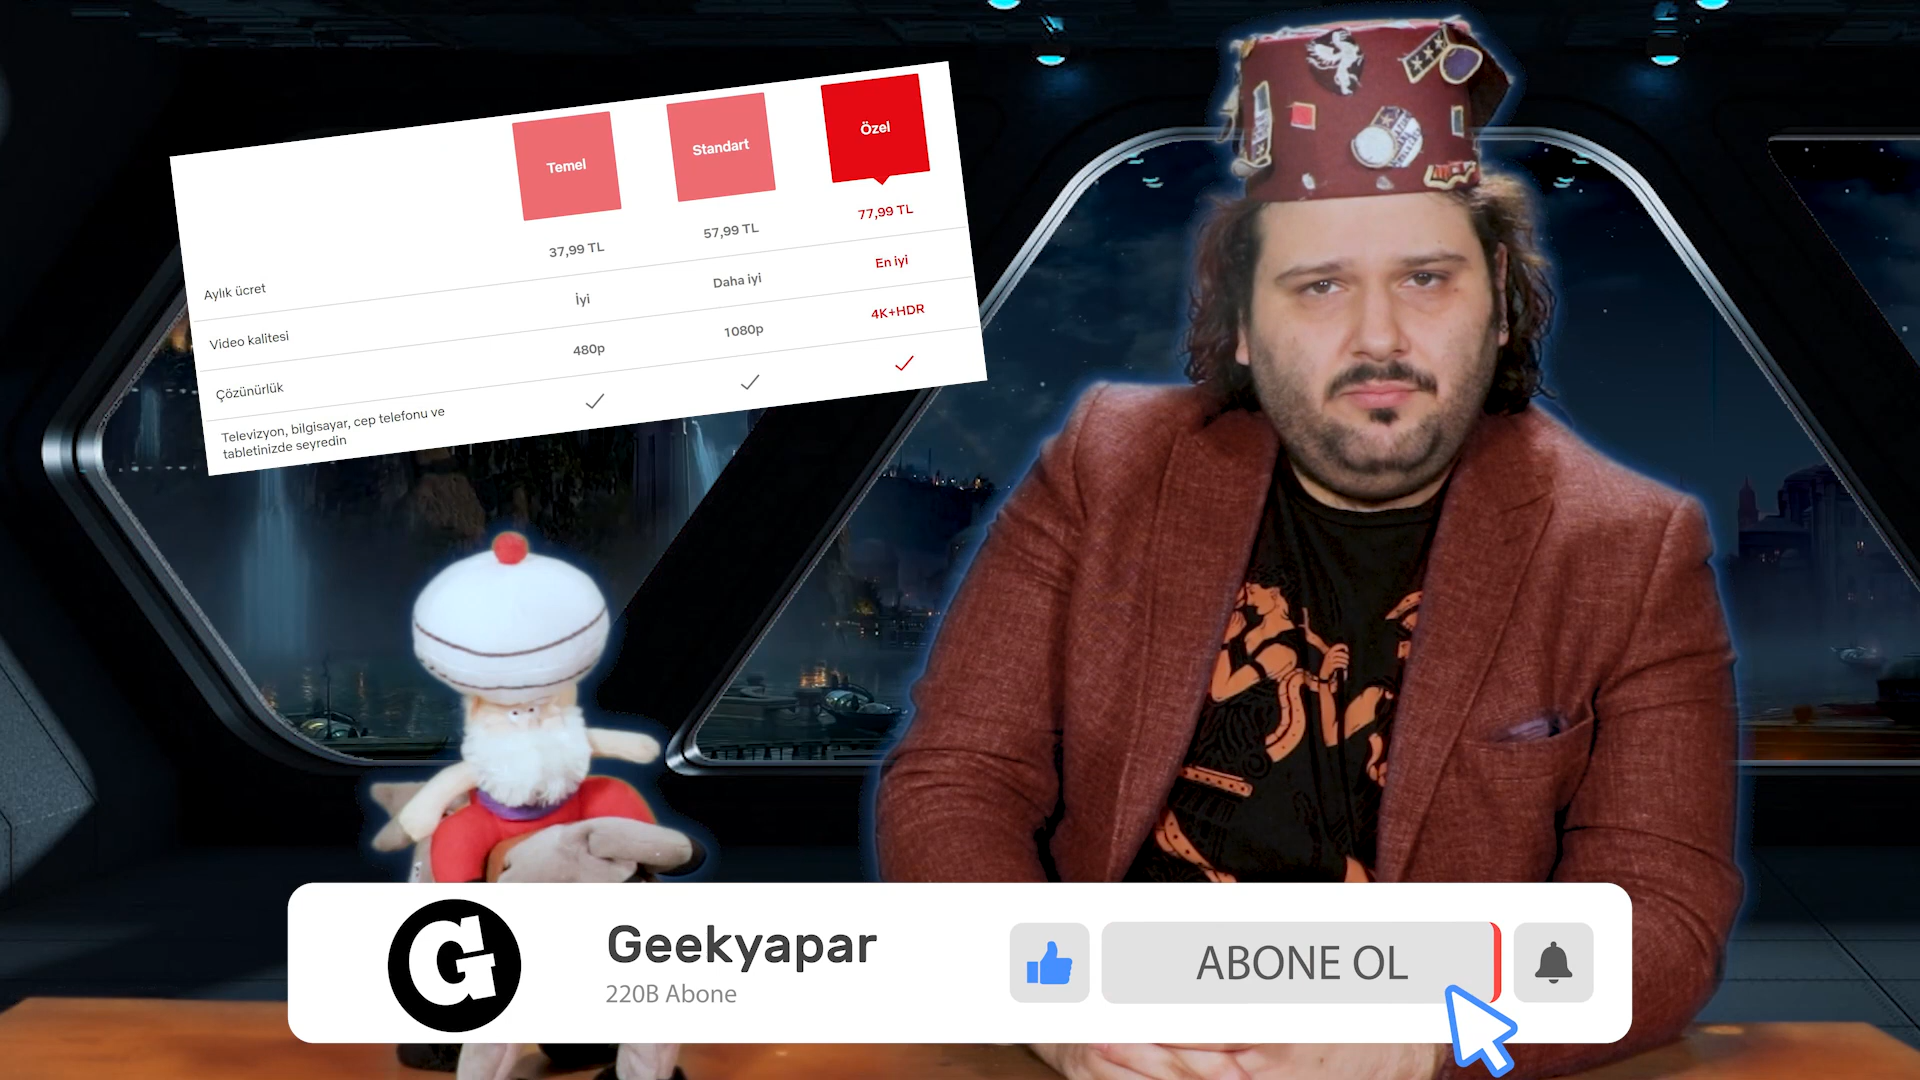 Temel
Standart
Özel
Aylık ücret
37,99 TL
57,99 TL
77,99 TL
Video kalitesi
İyi
Daha iyi
En iyi
Çözünürlük
480p
1080p
4K+HDR
Televizyon, bilgisayar, cep telefonu ve
tabletinizde seyredin
G
Geekyapar
220B Abone
ABONE OL